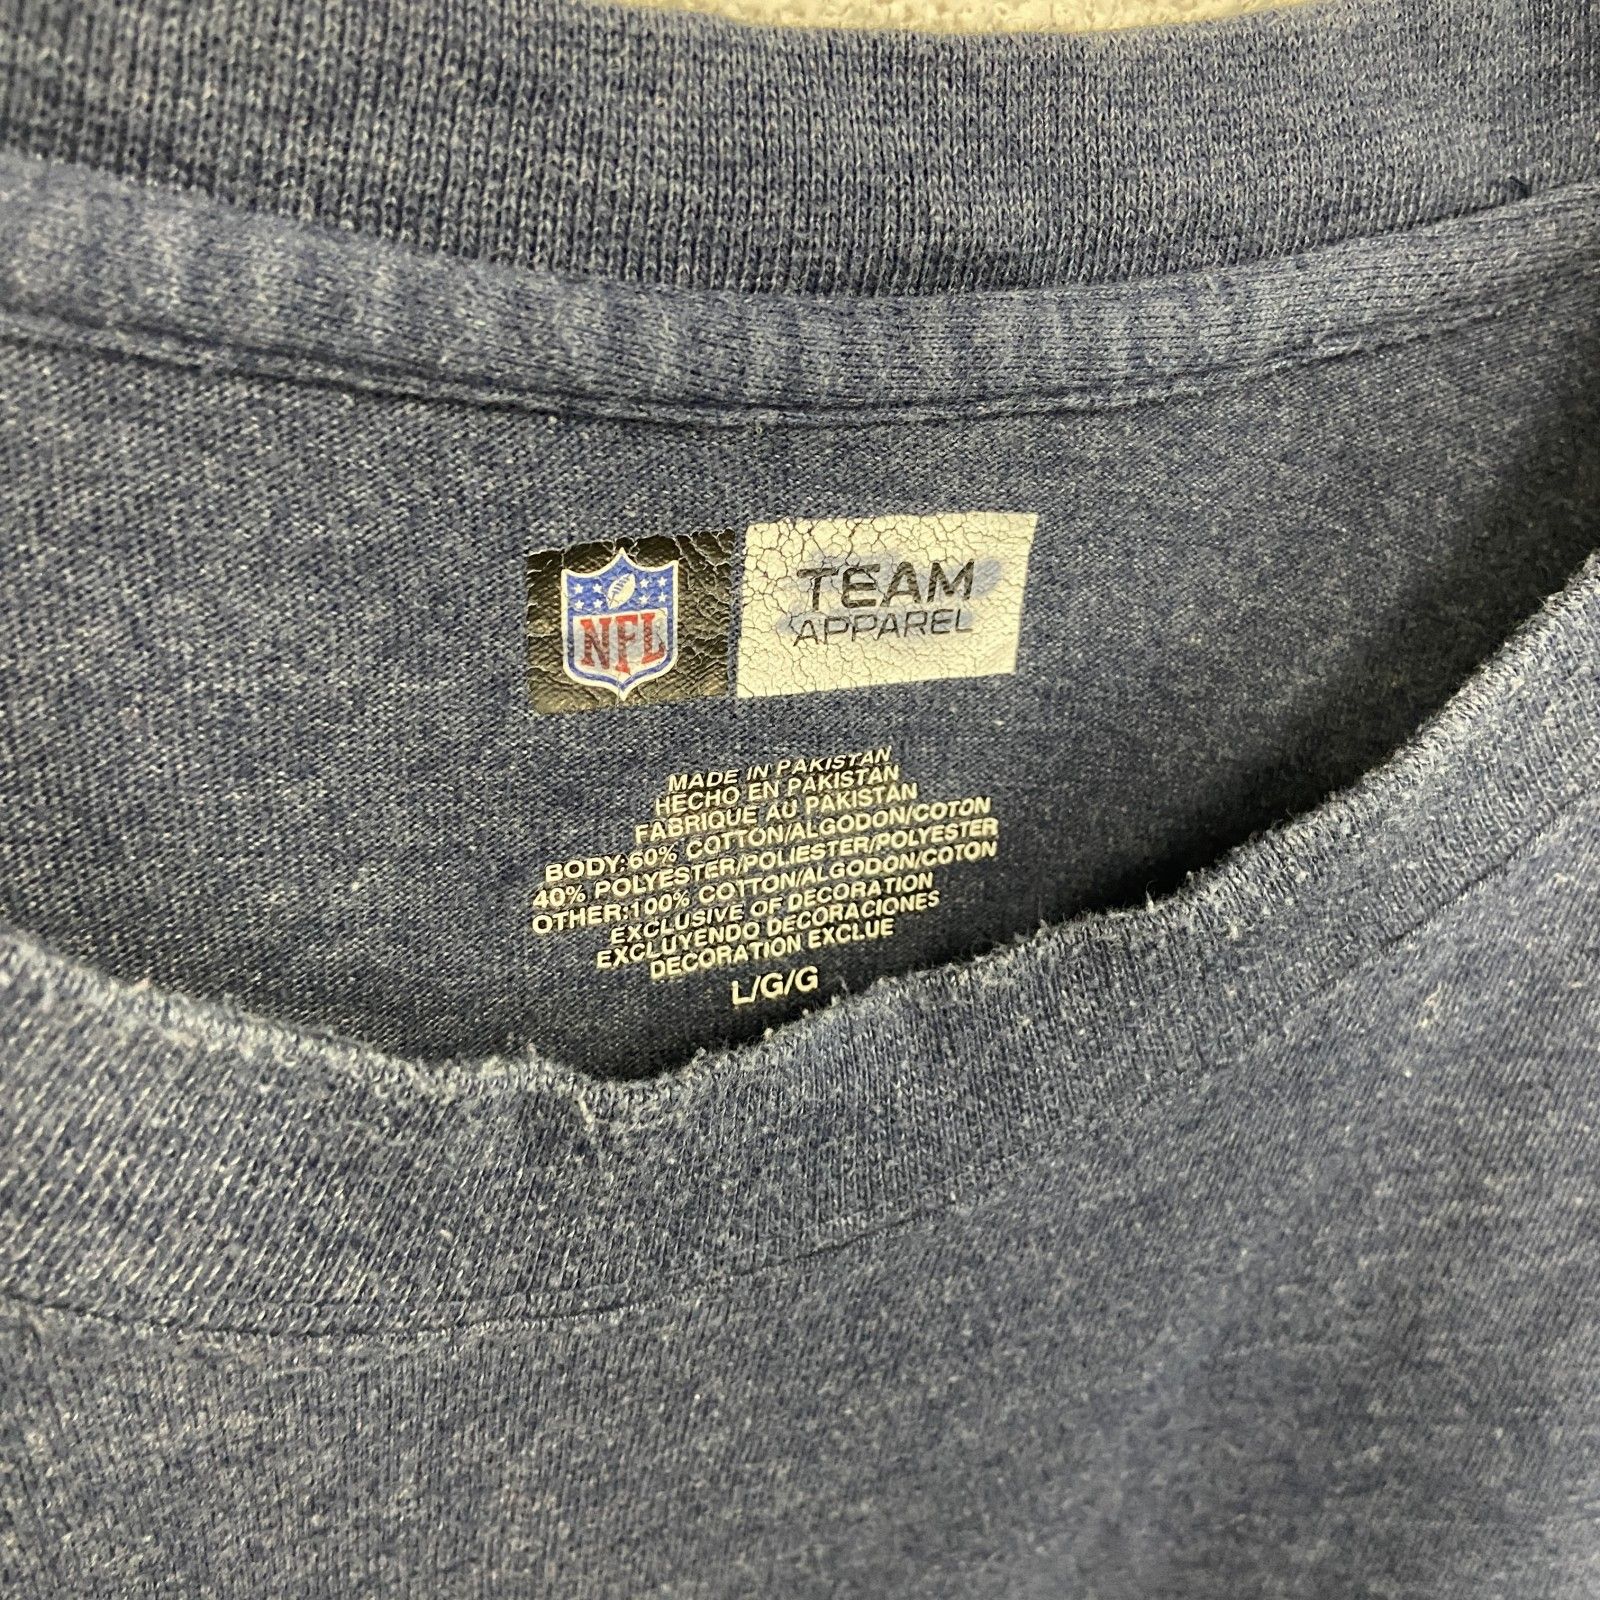 NFL
TEAM
APPAREL
MADE IN PAKISTAN
HECHO EN PAKISTAN
FABRIQUE AU PAKISTAN
BODY:60% COTTON/ALGODON/COTON
40% POLYESTER/POLIESTER/POLYESTER
OTHER:100% COTTON/ALGODON/COTON
EXCLUSIVE OF DECORATION
EXCLUYENDO DECORACIONES
DECORATION EXCLUE
L/G/G